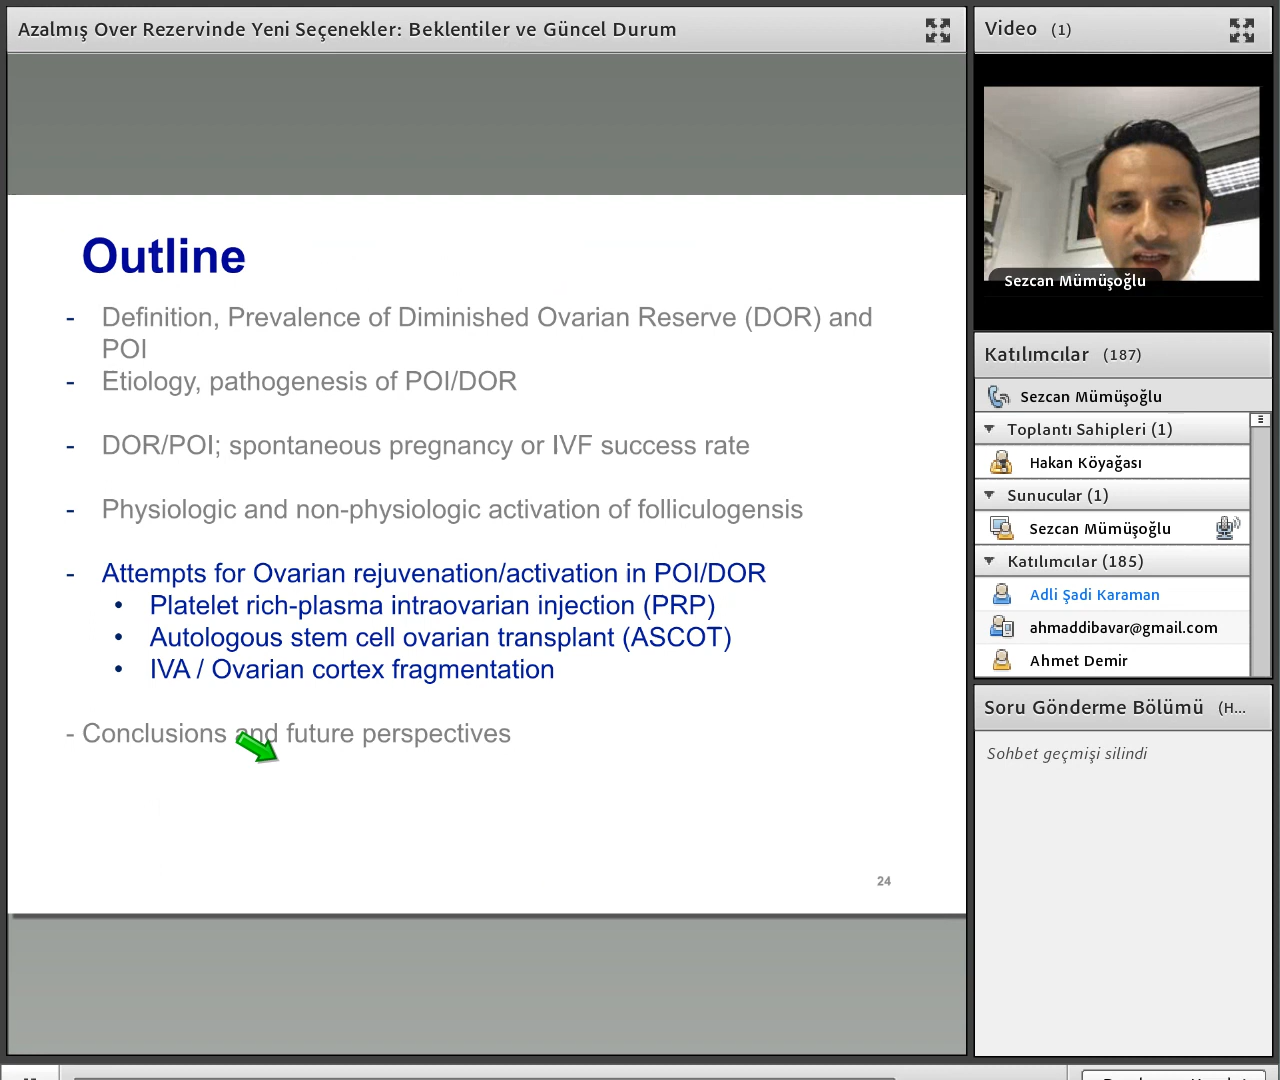 Azalmış Over Rezervinde Yeni Seçenekler: Beklentiler ve Güncel Durum
Outline
- Definition, Prevalence of Diminished Ovarian Reserve (DOR) and
POI
- Etiology, pathogenesis of POI/DOR
- DOR/POI; spontaneous pregnancy or IVF success rate
- Physiologic and non-physiologic activation of folliculogensis
- Attempts for Ovarian rejuvenation/activation in POI/DOR
• Platelet rich-plasma intraovarian injection (PRP)
• Autologous stem cell ovarian transplant (ASCOT)
• IVA / Ovarian cortex fragmentation
- Conclusions and future perspectives
24
Video (1)
Sezcan Mümüşoğlu
Katılımcılar (187)
Sezcan Mümüşoğlu
Toplantı Sahipleri (1)
Hakan Köyağası
Sunucular (1)
Sezcan Mümüşoğlu
Katılımcılar (185)
Adli Şadi Karaman
ahmaddibavar@gmail.com
Ahmet Demir
Soru Gönderme Bölümü (H...
Sohbet geçmişi silindi